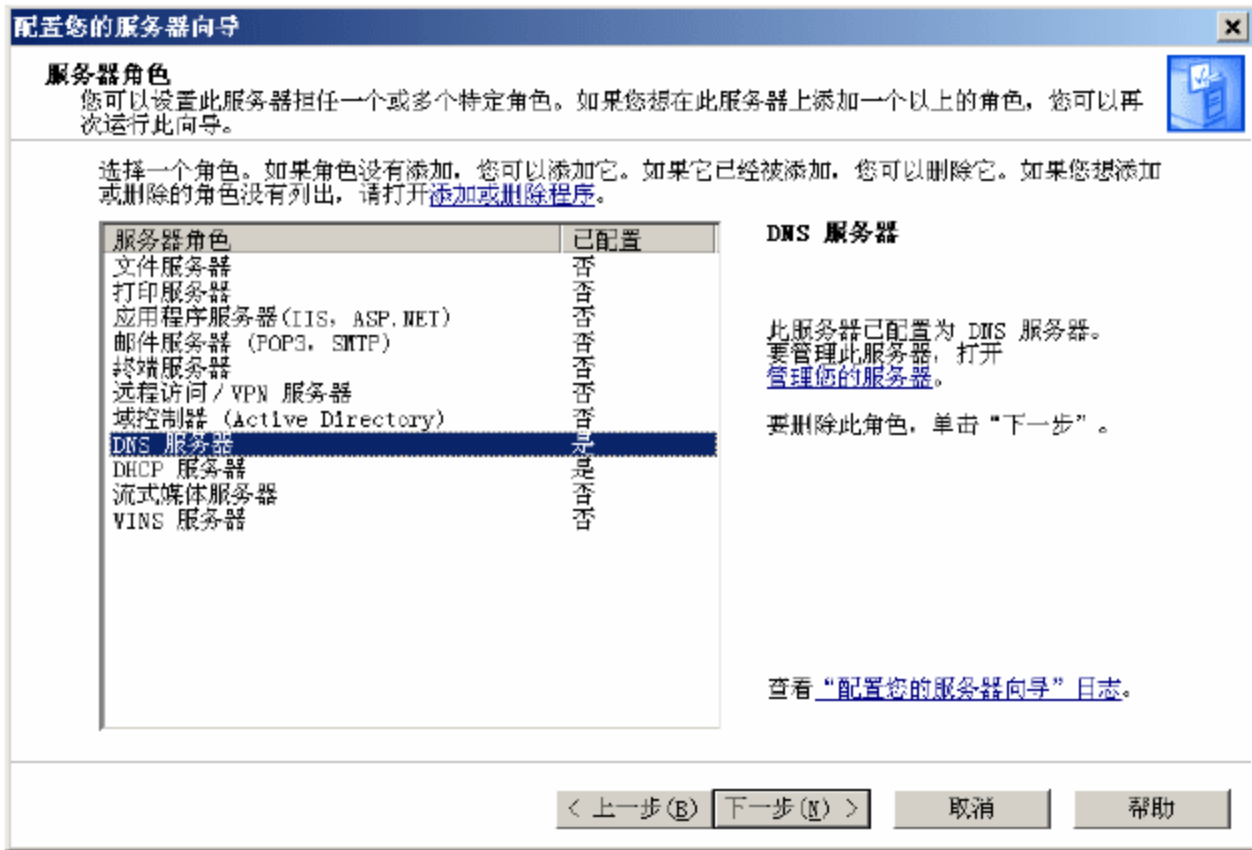 配置您的服务器向导
服务器角色
您可以设置此服务器担任一个或多个特定角色。如果您想在此服务器上添加一个以上的角色，您可以再
次运行此向导。
选择一个角色。如果角色没有添加，您可以添加它。如果它已经被添加，您可以删除它。如果您想添加
或删除的角色没有列出，请打开添加或删除程序。
服务器角色 已配置
文件服务器 否
打印服务器 否
应用程序服务器(IIS, ASP.NET) 否
邮件服务器 (POP3, SMTP) 否
终端服务器 否
远程访问/VPN 服务器 否
域控制器 (Active Directory) 否
DNS 服务器 是
DHCP 服务器 是
流式媒体服务器 否
WINS 服务器 否
DNS 服务器
此服务器已配置为 DNS 服务器。
要管理此服务器，打开
管理您的服务器。
要删除此角色，单击“下一步”。
查看“配置您的服务器向导”日志。
< 上一步(B) 下一步(N) > 取消 帮助